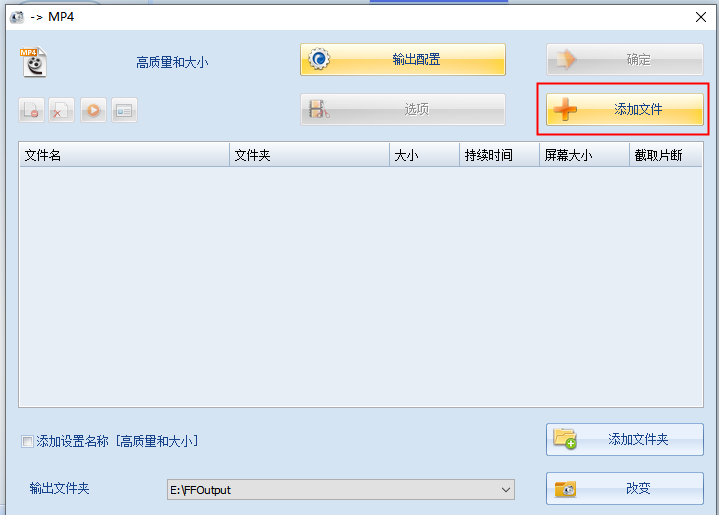 -> MP4
MP4
高质量和大小
输出配置
确定
选项
添加文件
文件名 文件夹 大小 持续时间 屏幕大小 截取片断
添加设置名称 [高质量和大小]
添加文件夹
输出文件夹
E:\FFOutput
改变